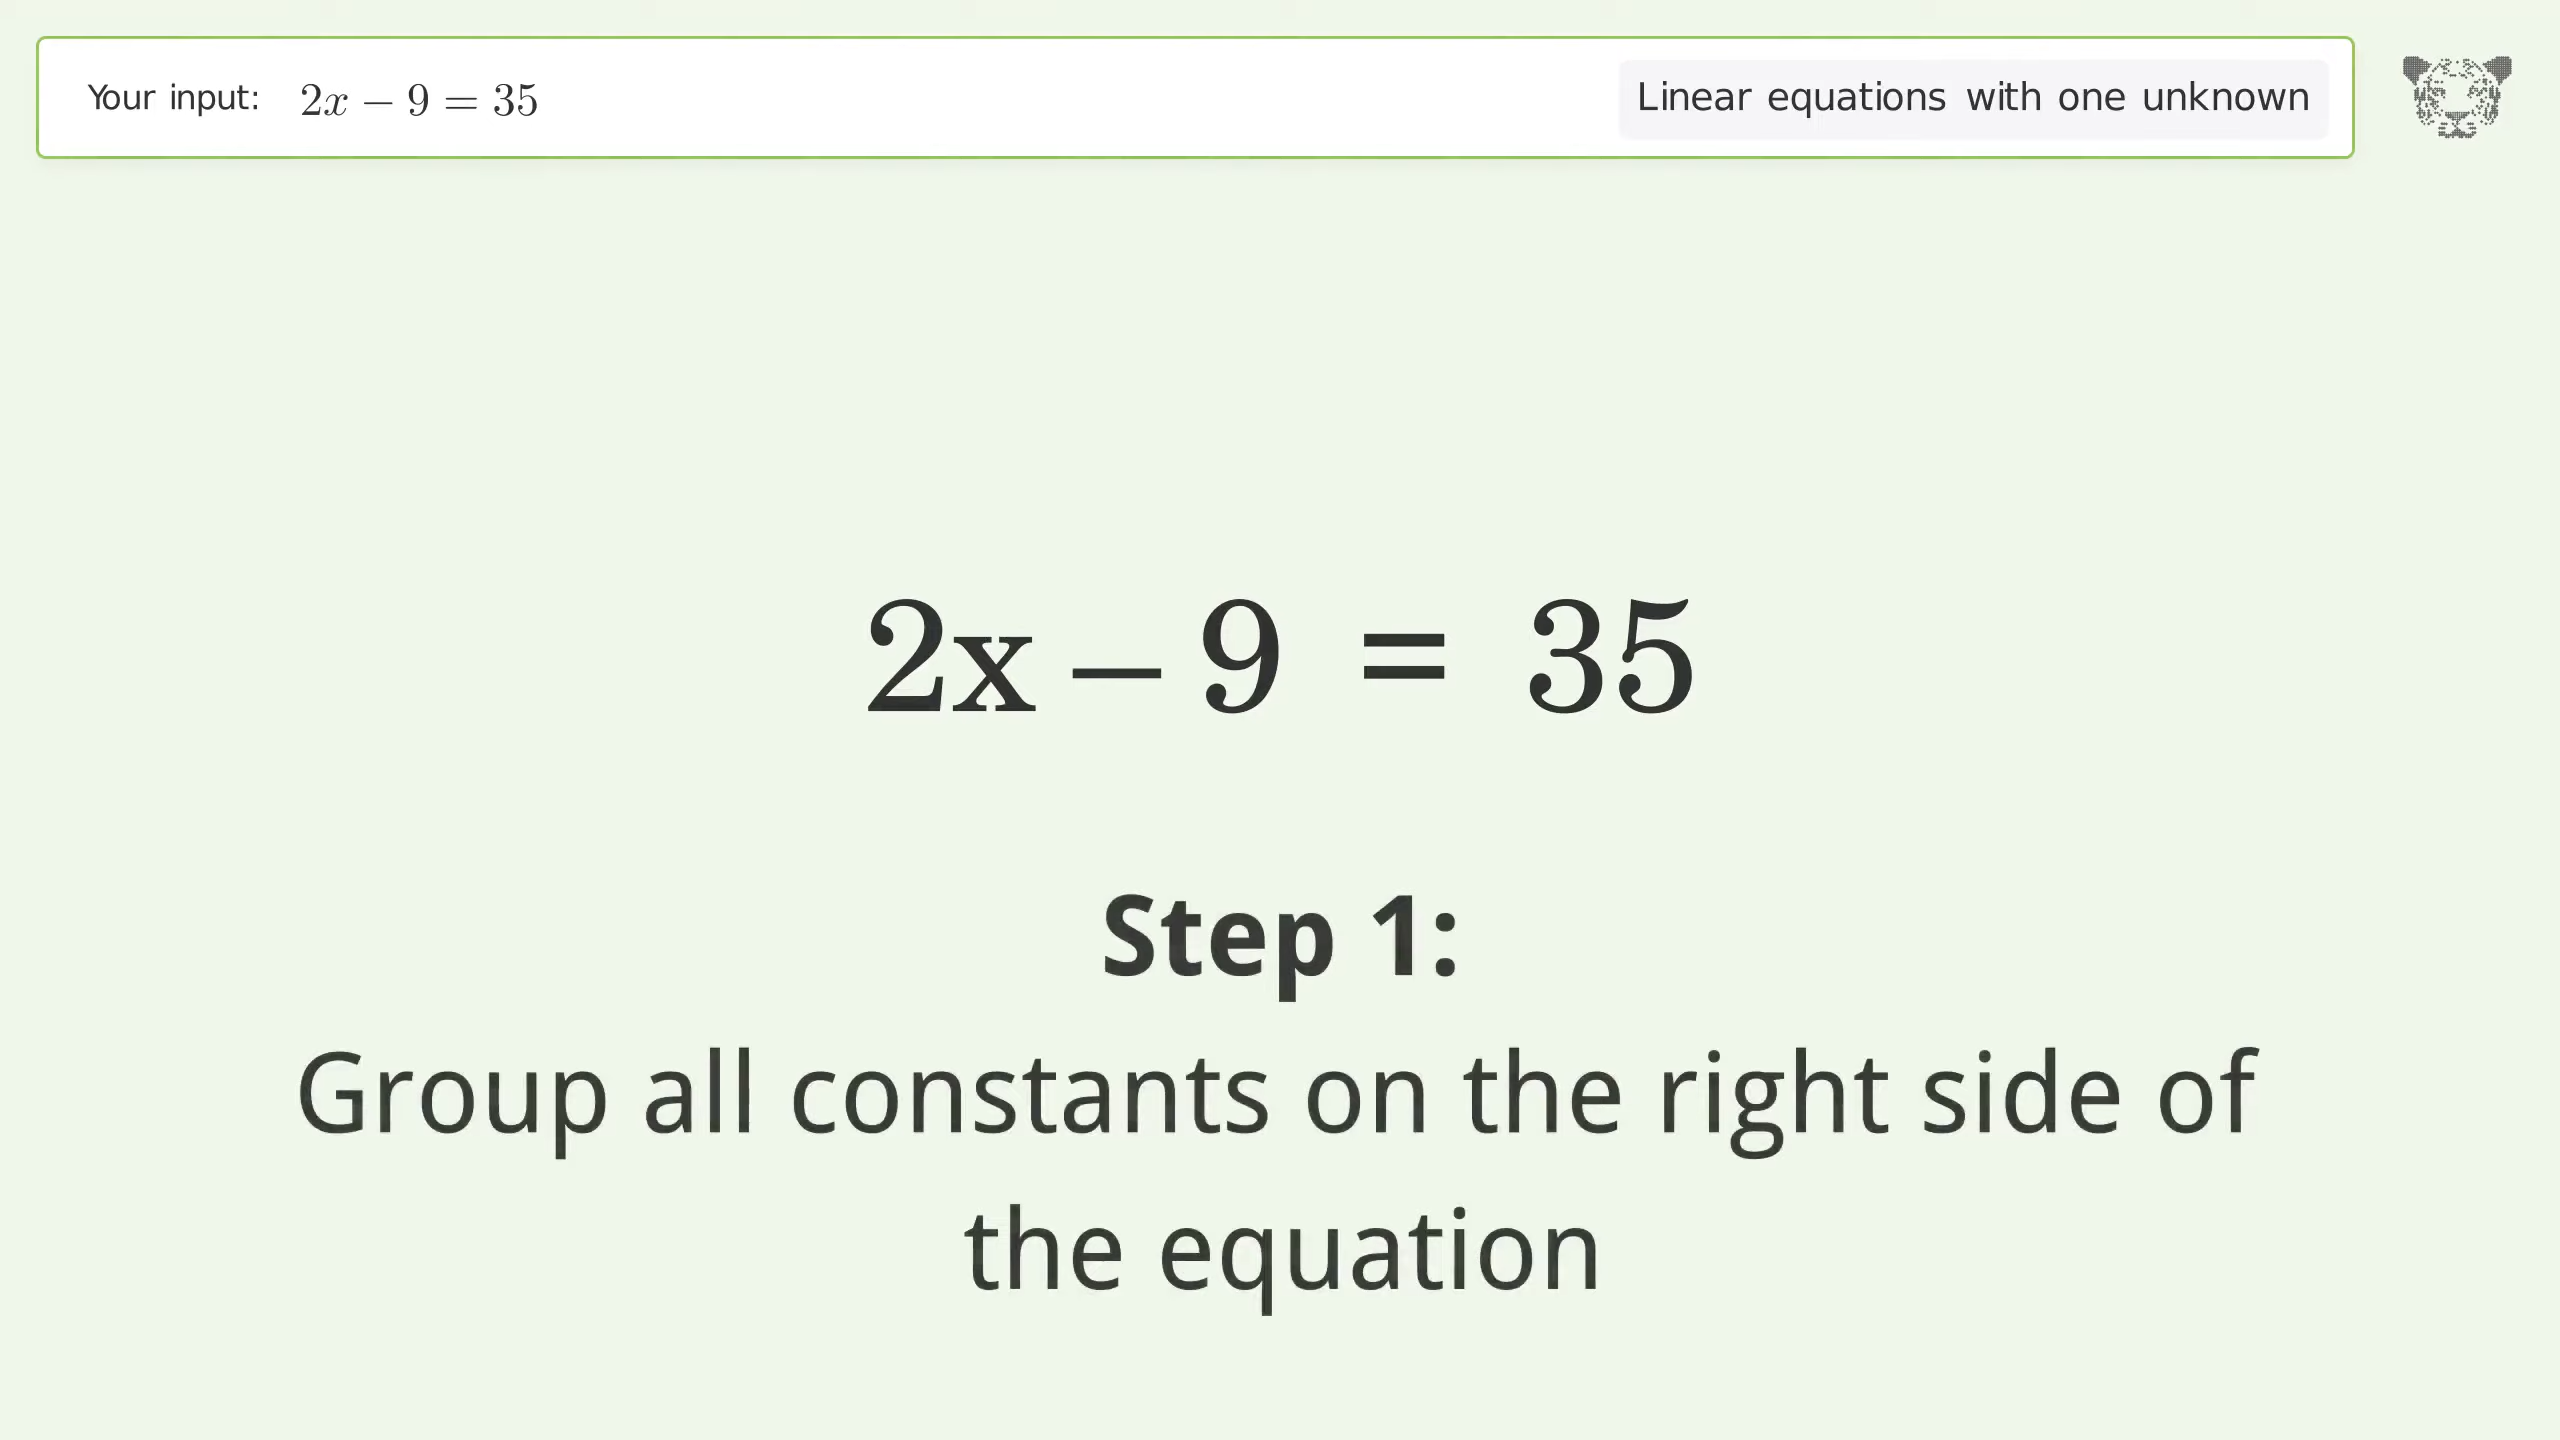 Your input: 2x − 9 = 35
Linear equations with one unknown
2x – 9 = 35
Step 1:
Group all constants on the right side of
the equation